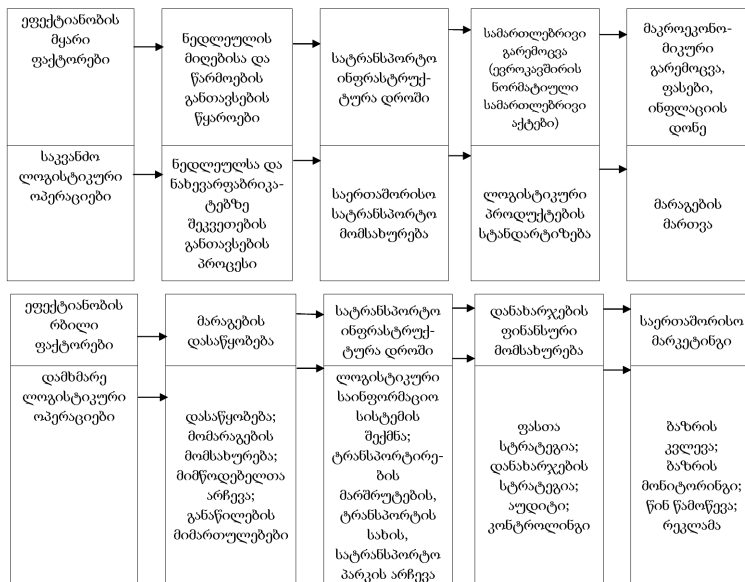 ეფექტიანობის
მყარი
ფაქტორები
ნედლეულის
მიღებისა და
წარმოების
განთავსების
წყაროები
სატრანსპორტო
ინფრასტრუქ-
ტურა დროში
სამართლებრივი
გარემოცვა
(ევროკავშირის
ნორმატიული
სამართლებრივი
აქტები)
მაკროეკონო-
მიკური
გარემოცვა,
ფასები,
ინფლაციის
დონე
საკვანძო
ლოგისტიკური
ოპერაციები
ნედლეულსა და
ნახევარფაბრიკა-
ტებზე
შეკვეთების
განთავსების
პროცესი
საერთაშორისო
სატრანსპორტო
მომსახურება
ლოგისტიკური
პროდუქტების
სტანდარტიზება
მარაგების
მართვა
ეფექტიანობის
რბილი
ფაქტორები
მარაგების
დასაწყობება
სატრანსპორტო
ინფრასტრუქ-
ტურა დროში
დანახარჯების
ფინანსური
მომსახურება
საერთაშორისო
მარკეტინგი
დამხმარე
ლოგისტიკური
ოპერაციები
დასაწყობება;
მომარაგების
მომსახურება;
მიმწოდებელთა
არჩევა;
განაწილების
მიმართულებები
ლოგისტიკური
საინფორმაციო
სისტემის
შექმნა;
ტრანსპორტირე-
ბის
მარშრუტების,
ტრანსპორტის
სახის,
სატრანსპორტო
პარკის არჩევა
ფასთა
სტრატეგია;
დანახარჯების
სტრატეგია;
აუდიტი;
კონტროლინგი
ბაზრის
კვლევა;
ბაზრის
მონიტორინგი;
წინ წამოწევა;
რეკლამა